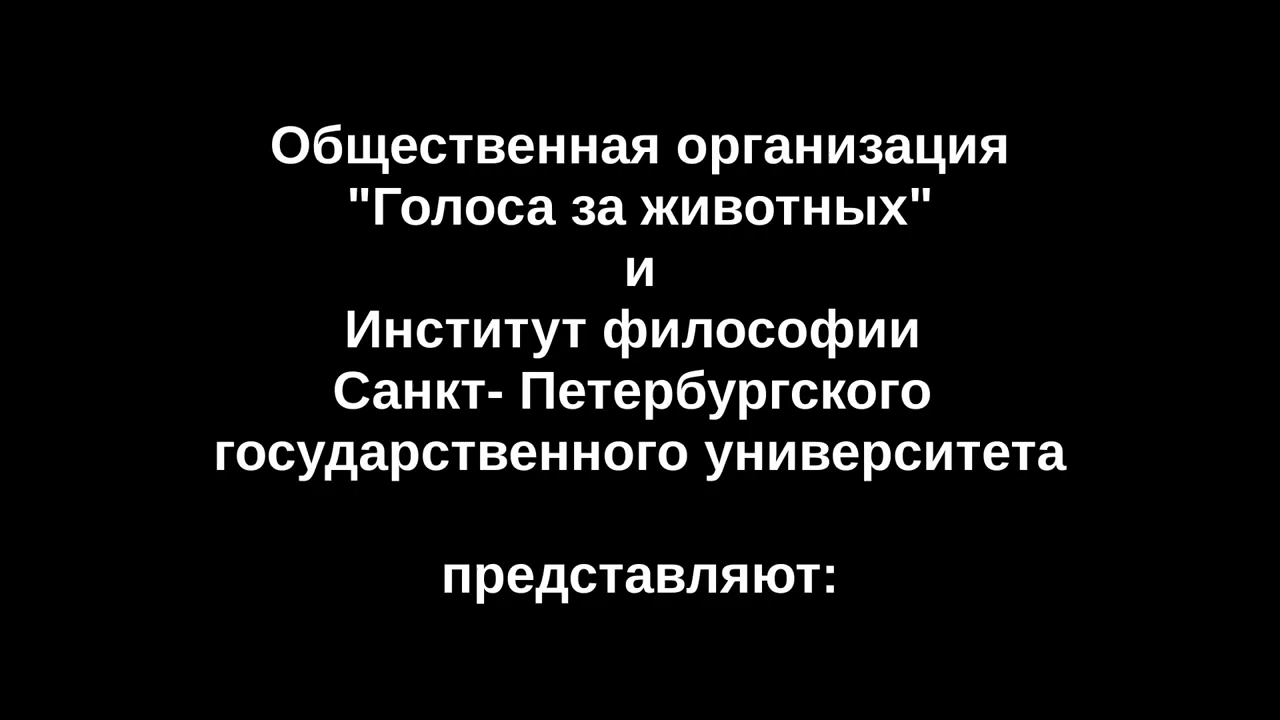 Общественная организация
"Голоса за животных"
и
Институт философии
Санкт- Петербургского
государственного университета
представляют: